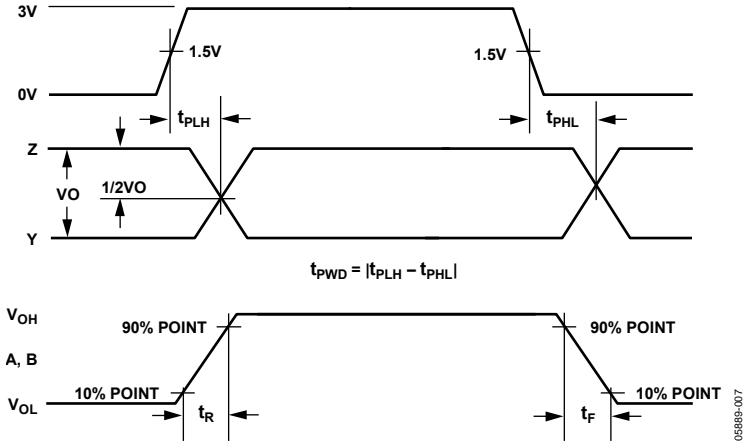 3V
1.5V
1.5V
0V
tPLH
tPHL
Z
VO
1/2VO
Y
tPWD = |tPLH – tPHL|
VOH
90% POINT
90% POINT
A, B
10% POINT
10% POINT
VOL
tR
tF
05889-007